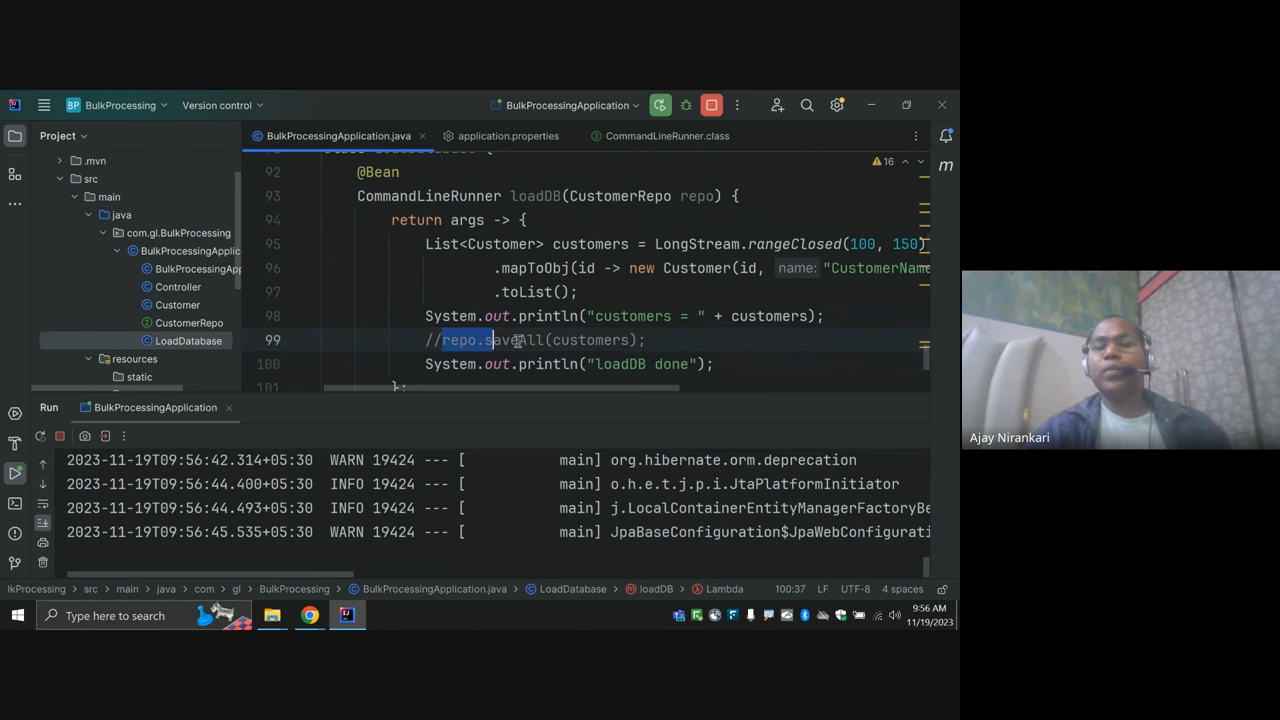 BP BulkProcessing Version control BulkProcessingApplication
Project BulkProcessingApplication.java application.properties CommandLineRunner.class
.mvn
src
main
java
com.gl.BulkProcessing
BulkProcessingApplic
BulkProcessingApp
Controller
Customer
CustomerRepo
LoadDatabase
resources
static
16
92 @Bean
93 CommandLineRunner loadDB(CustomerRepo repo) {
94 return args -> {
95 List<Customer> customers = LongStream.rangeClosed(100, 150)
96 .mapToObj(id -> new Customer(id, name: "CustomerName
97 .toList();
98 System.out.println("customers = " + customers);
99 //repo.saveAll(customers);
100 System.out.println("loadDB done");
101 };
Run BulkProcessingApplication
2023-11-19T09:56:42.314+05:30 WARN 19424 --- [ main] org.hibernate.orm.deprecation
2023-11-19T09:56:44.400+05:30 INFO 19424 --- [ main] o.h.e.t.j.p.i.JtaPlatformInitiator
2023-11-19T09:56:44.493+05:30 INFO 19424 --- [ main] j.LocalContainerEntityManagerFactoryBe
2023-11-19T09:56:45.535+05:30 WARN 19424 --- [ main] JpaBaseConfiguration$JpaWebConfigurati
lkProcessing src main java com gl BulkProcessing BulkProcessingApplication.java LoadDatabase loadDB Lambda 100:37 LF UTF-8 4 spaces
Type here to search
9:56 AM
11/19/2023
Ajay Nirankari